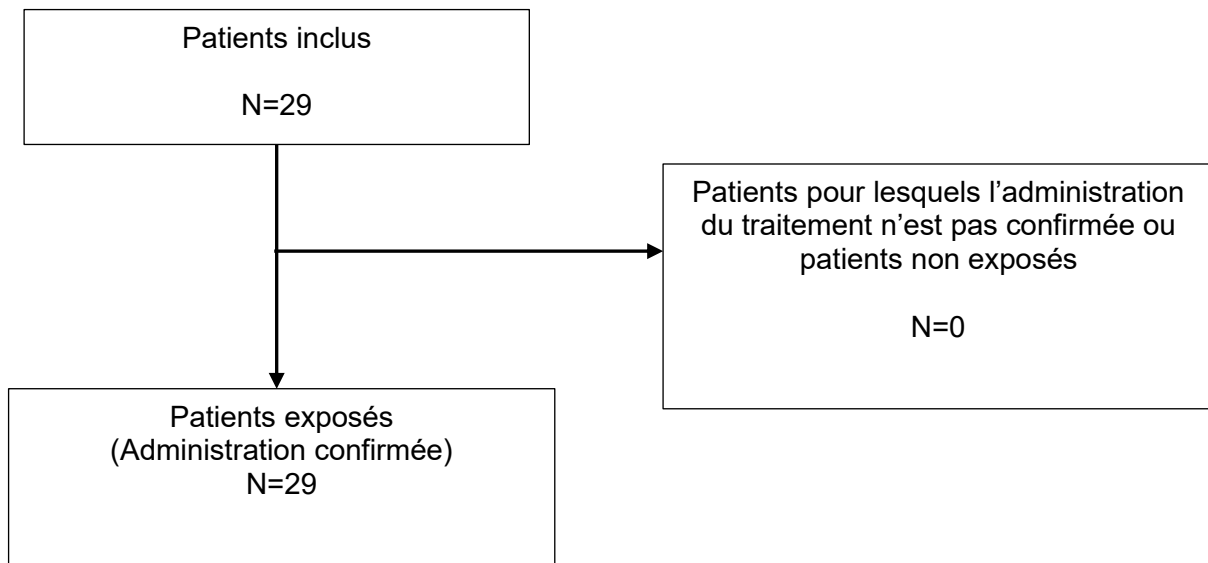 Patients inclus
N=29
Patients pour lesquels l’administration
du traitement n’est pas confirmée ou
patients non exposés
N=0
Patients exposés
(Administration confirmée)
N=29